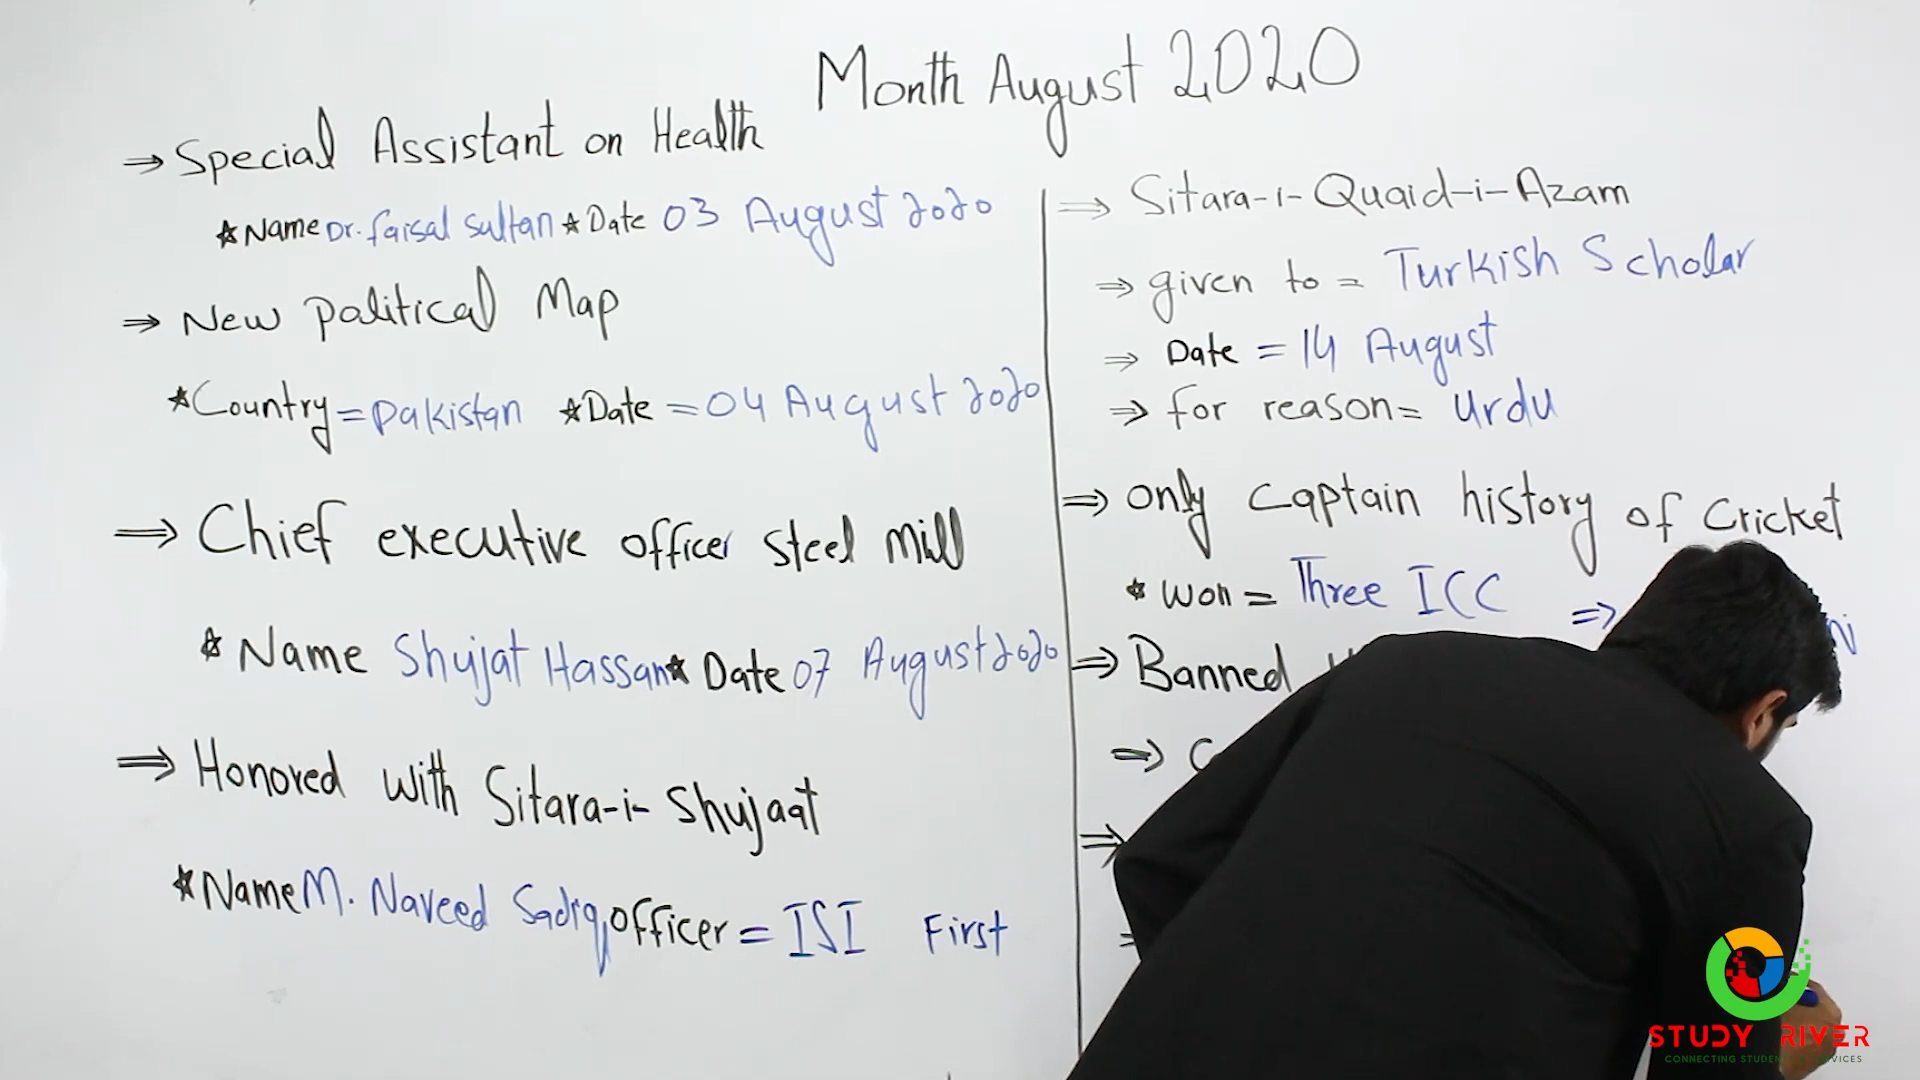 Month August 2020
⇒ Special Assistant on Health
★Name Dr. faisal sultan ★Date 03 August 2020
⇒ New political Map
★Country = pakistan ★Date = 04 August 2020
⇒ Chief executive officer steel mill
★ Name Shujat Hassan ★ Date 07 August 2020
⇒ Honored with Sitara-i-Shujaat
★Name M. Naveed Sadiq, officer = ISI First
⇒ Sitara-i-Quaid-i-Azam
⇒ given to = Turkish Scholar
⇒ Date = 14 August
⇒ for reason = Urdu
⇒ only captain history of Cricket
★ Won = Three ICC ⇒
⇒ Banned
⇒
⇒
STUDY RIVER
CONNECTING